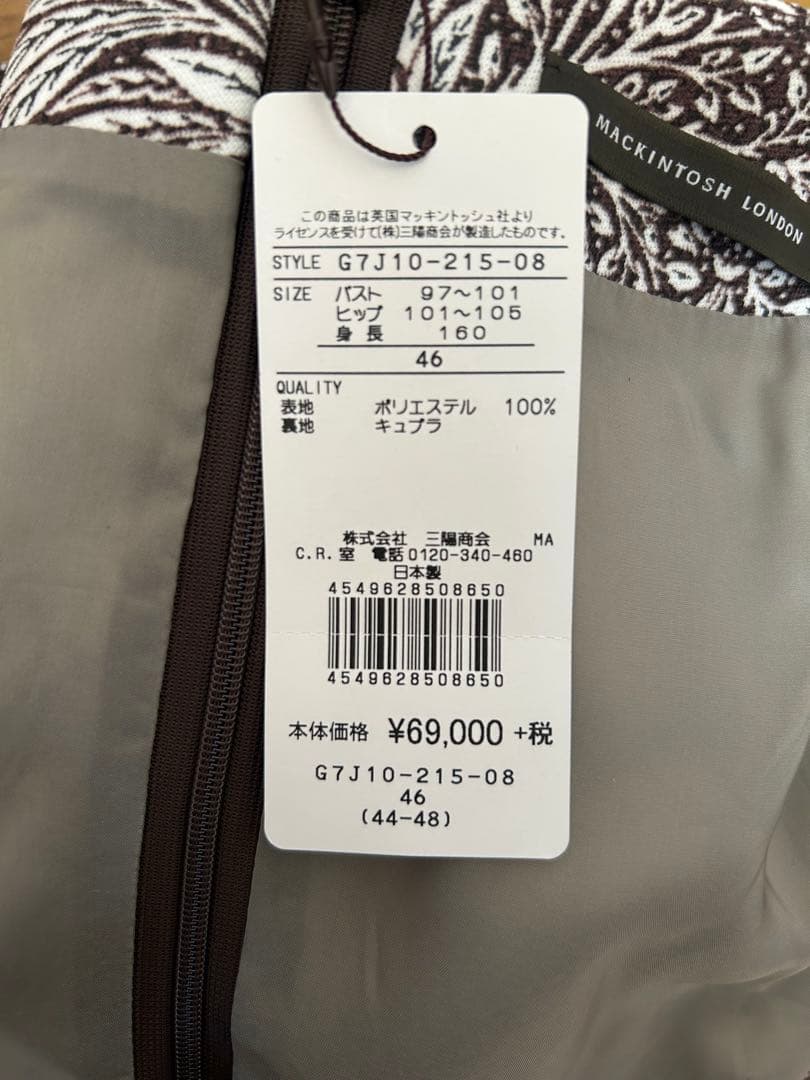 MACKINTOSH LONDON
この商品は英国マッキントッシュ社より
ライセンスを受けて(株)三陽商会が製造したものです。
STYLE G7J10-215-08
SIZE バスト 97〜101
ヒップ 101〜105
身長 160
46
QUALITY
表地 ポリエステル 100%
裏地 キュプラ
株式会社 三陽商会 MA
C.R.室 電話0120-340-460
日本製
4549628508650
4549628508650
本体価格 ¥69,000 +税
G7J10-215-08
46
(44-48)